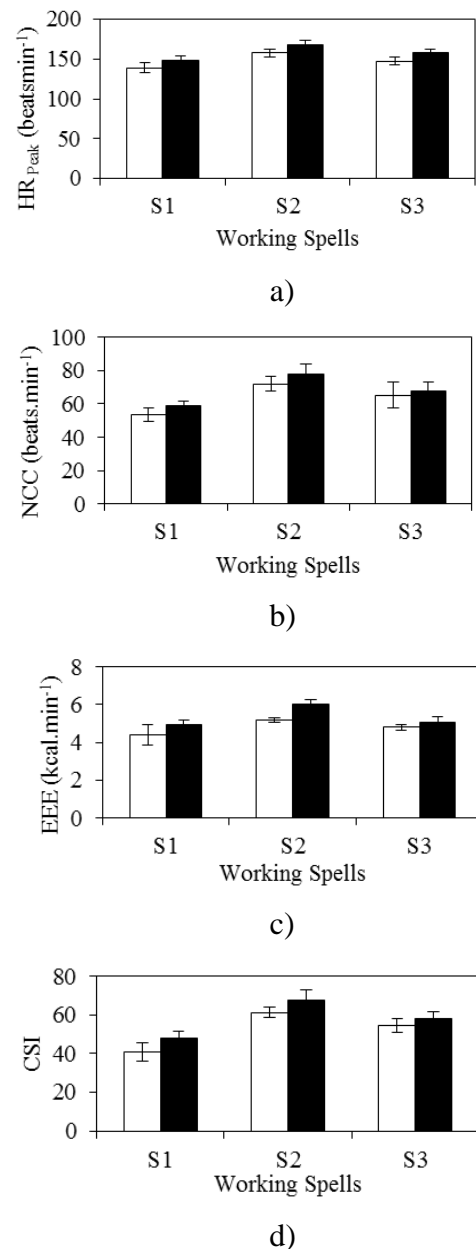 HR Peak (beatsmin-1)
200
150
100
50
0
S1 S2 S3
Working Spells
a)
NCC (beats.min-1)
100
80
60
40
20
0
S1 S2 S3
Working Spells
b)
EEE (kcal.min-1)
8
6
4
2
0
S1 S2 S3
Working Spells
c)
CSI
80
60
40
20
0
S1 S2 S3
Working Spells
d)